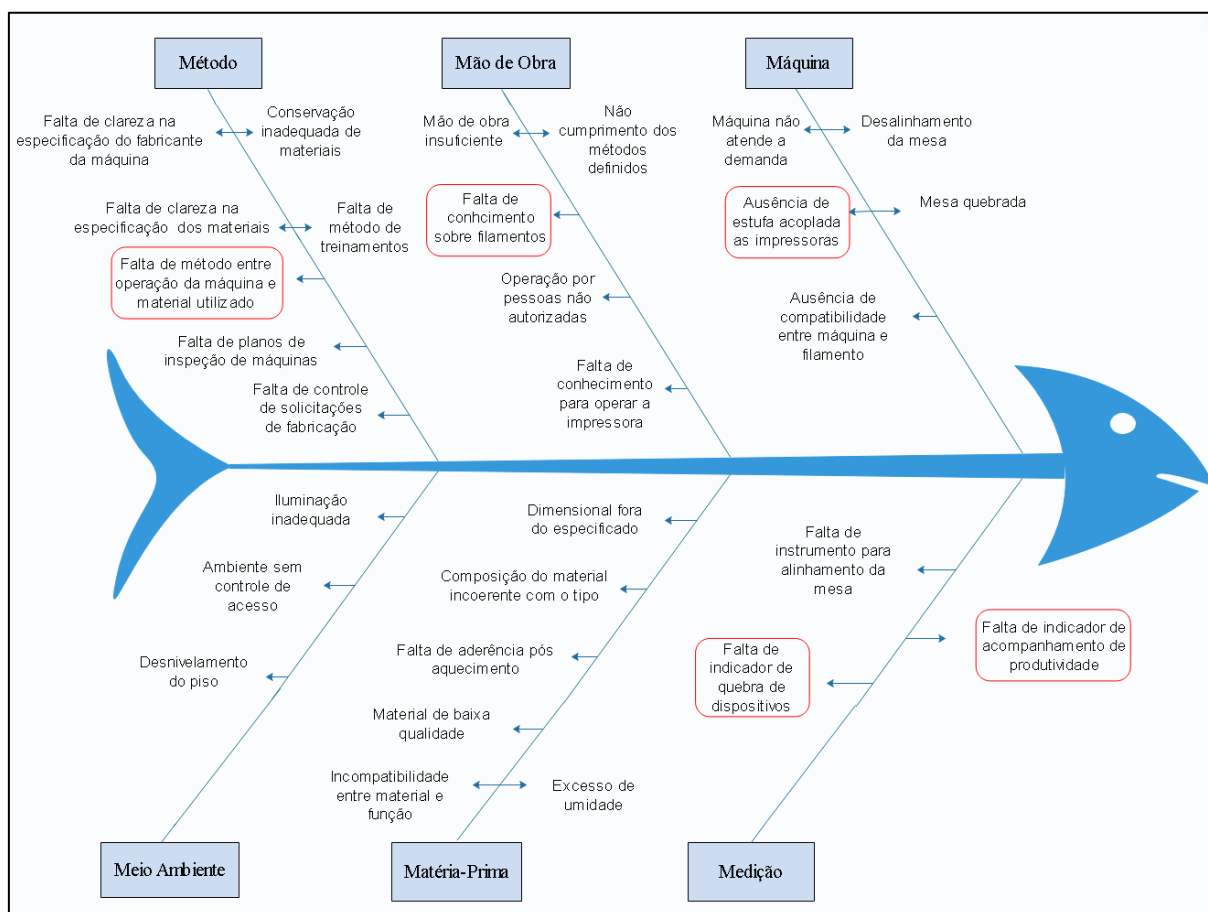 Método
Mão de Obra
Máquina
Falta de clareza na
especificação do fabricante
da máquina
Conservação
inadequada de
materiais
Mão de obra
insuficiente
Não
cumprimento dos
métodos
definidos
Máquina não
atende a
demanda
Desalinhamento
da mesa
Falta de clareza na
especificação dos materiais
Falta de
método de
treinamentos
Falta de
conhcimento
sobre filamentos
Ausência de
estufa acoplada
as impressoras
Mesa quebrada
Falta de método entre
operação da máquina e
material utilizado
Operação por
pessoas não
autorizadas
Ausência de
compatibilidade
entre máquina e
filamento
Falta de planos de
inspeção de máquinas
Falta de controle
de solicitações
de fabricação
Falta de
conhecimento
para operar a
impressora
Iluminação
inadequada
Dimensional fora
do especificado
Falta de
instrumento para
alinhamento da
mesa
Ambiente sem
controle de
acesso
Composição do material
incoerente com o tipo
Falta de indicador de
acompanhamento de
produtividade
Desnivelamento
do piso
Falta de aderência pós
aquecimento
Falta de
indicador de
quebra de
dispositivos
Material de baixa
qualidade
Incompatibilidade
entre material e
função
Excesso de
umidade
Meio Ambiente
Matéria-Prima
Medição